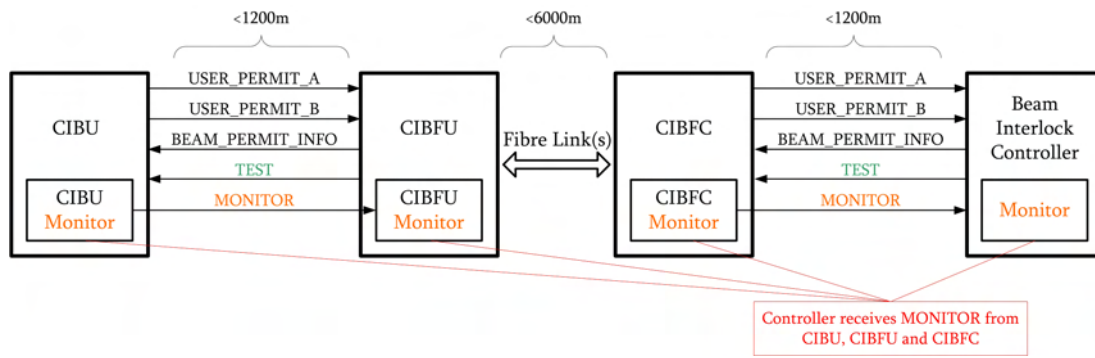 <1200m
<6000m
<1200m
CIBU
USER_PERMIT_A
USER_PERMIT_B
BEAM_PERMIT_INFO
TEST
MONITOR
CIBU
Monitor
CIBFU
CIBFU
Monitor
Fibre Link(s)
CIBFC
CIBFC
Monitor
USER_PERMIT_A
USER_PERMIT_B
BEAM_PERMIT_INFO
TEST
MONITOR
Beam
Interlock
Controller
Monitor
Controller receives MONITOR from
CIBU, CIBFU and CIBFC